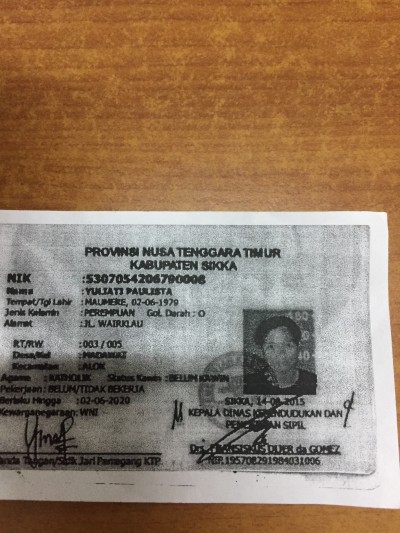 PROVINSI NUSA TENGGARA TIMUR
KABUPATEN SIKKA
NIK :5307054206790008
Nama :YULIATI PAULISTA
Tempat/Tgl Lahir :MAUMERE, 02-06-1979
Jenis Kelamin :PEREMPUAN Gol. Darah : O
Alamat :JL. WAIRKLAU
RT/RW :003 / 005
Desa/Kel :MADAWAT
Kecamatan :ALOK
Agama :KATHOLIK Status Kawin :BELUM KAWIN
Pekerjaan :BELUM/TIDAK BEKERJA
Berlaku Hingga :02-06-2020
Kewarganegaraan:WNI
SIKKA, 14-08-2015
KEPALA DINAS KEPENDUDUKAN DAN
PENCATATAN SIPIL
Drs. FRANSISKUS DIJER da GOMEZ
NIP.195708291984031006
Tanda Tangan/Sidik Jari Pemegang KTP